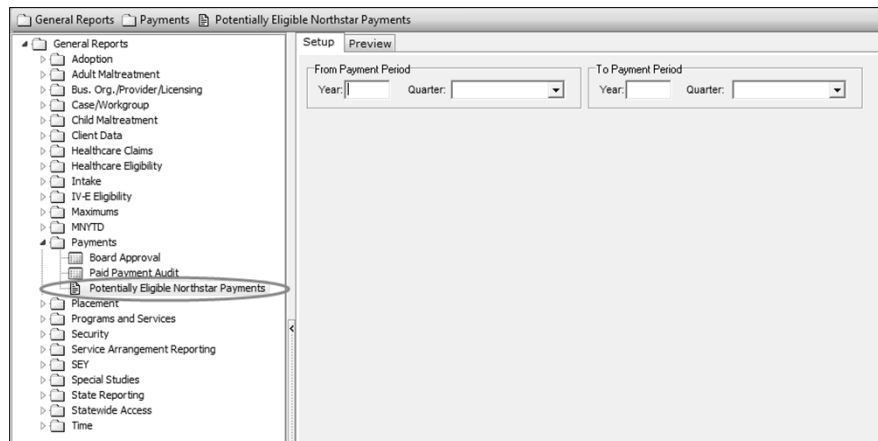 General Reports Payments Potentially Eligible Northstar Payments
General Reports
Adoption
Adult Maltreatment
Bus. Org./Provider/Licensing
Case/Workgroup
Child Maltreatment
Client Data
Healthcare Claims
Healthcare Eligibility
Intake
IV-E Eligibility
Maximums
MNYTD
Payments
Board Approval
Paid Payment Audit
Potentially Eligible Northstar Payments
Placement
Programs and Services
Security
Service Arrangement Reporting
SEY
Special Studies
State Reporting
Statewide Access
Time
Setup Preview
From Payment Period
Year: Quarter:
To Payment Period
Year: Quarter: